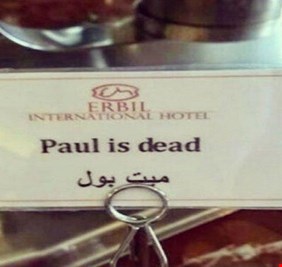 ERBIL
INTERNATIONAL HOTEL
Paul is dead
ميت بول